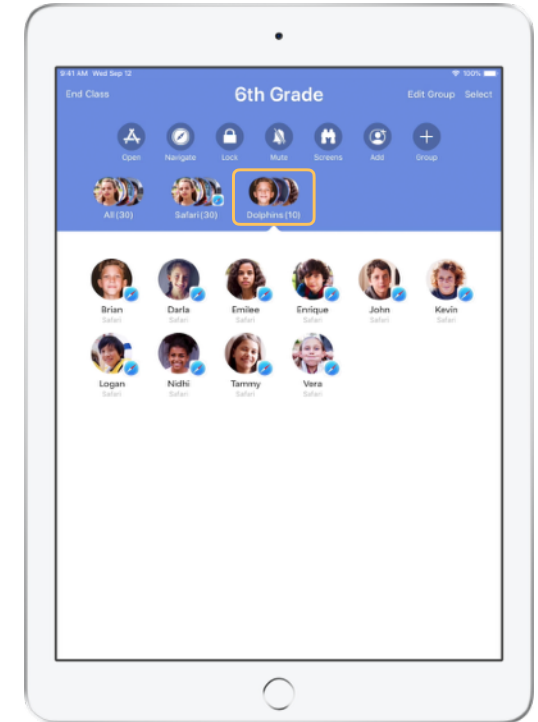 9:41 AM Wed Sep 12 100%
End Class 6th Grade Edit Group Select
Open Navigate Lock Mute Screens Add Group
All (30) Safari (30) Dolphins (10)
Brian Darla Emilee Enrique John Kevin
Safari Safari Safari Safari Safari Safari
Logan Nidhi Tammy Vera
Safari Safari Safari Safari